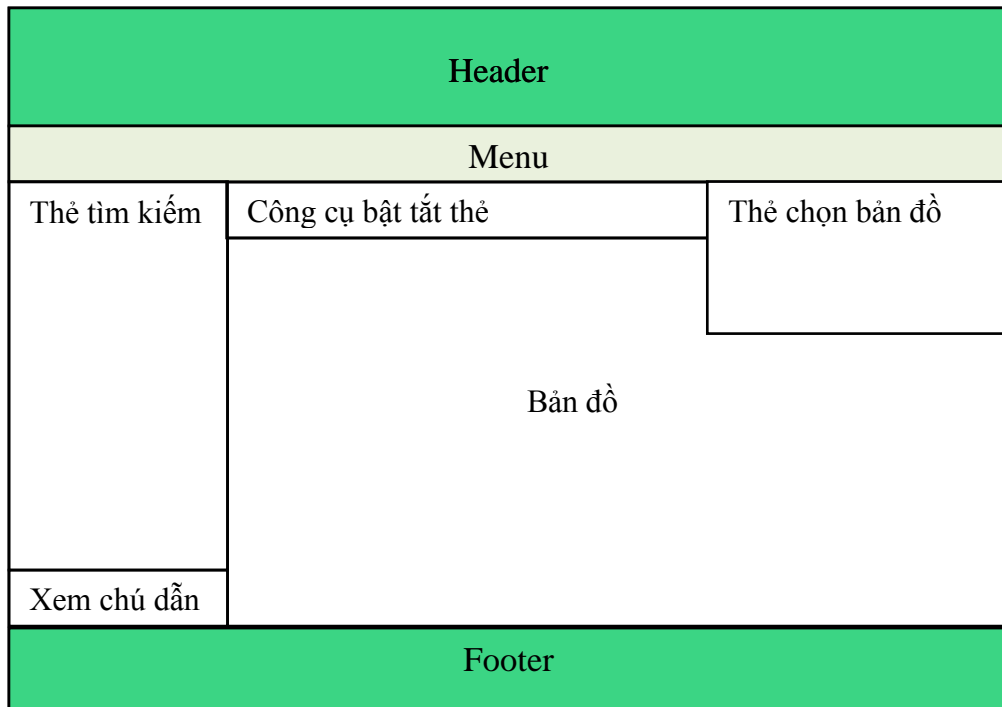 Header
Menu
Thẻ tìm kiếm
Công cụ bật tắt thẻ
Thẻ chọn bản đồ
Bản đồ
Xem chú dẫn
Footer